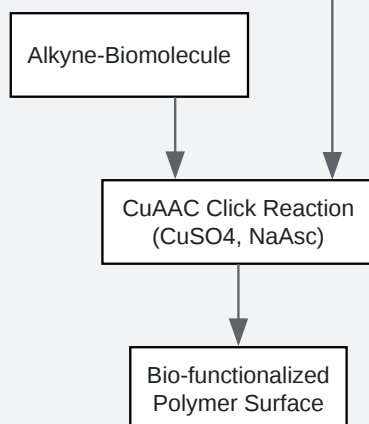 Alkyne-Biomolecule
CuAAC Click Reaction
(CuSO4, NaAsc)
Bio-functionalized
Polymer Surface